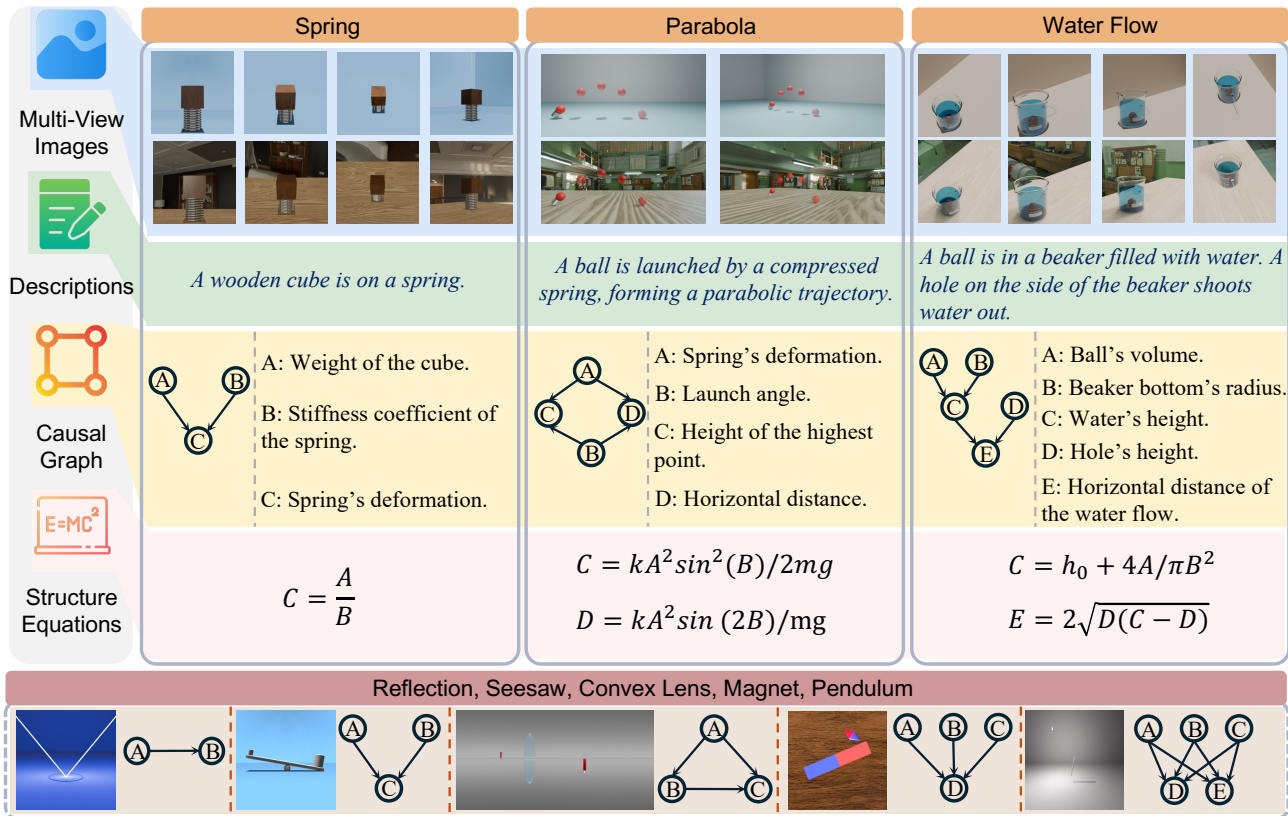 Spring
Parabola
Water Flow
Multi-View
Images
Descriptions
Causal
Graph
E=MC²
Structure
Equations
A wooden cube is on a spring.
A ball is launched by a compressed
spring, forming a parabolic trajectory.
A ball is in a beaker filled with water. A
hole on the side of the beaker shoots
water out.
A
B
C
A: Weight of the cube.
B: Stiffness coefficient of
the spring.
C: Spring's deformation.
A
C
D
B
A: Spring's deformation.
B: Launch angle.
C: Height of the highest
point.
D: Horizontal distance.
A
B
C
D
E
A: Ball's volume.
B: Beaker bottom's radius.
C: Water's height.
D: Hole's height.
E: Horizontal distance of
the water flow.
C = A/B
C = kA²sin²(B)/2mg
D = kA²sin (2B)/mg
C = h₀ + 4A/πB²
E = 2√D(C − D)
Reflection, Seesaw, Convex Lens, Magnet, Pendulum
A B
A B
C
A
B C
A B C
D
A B C
D E